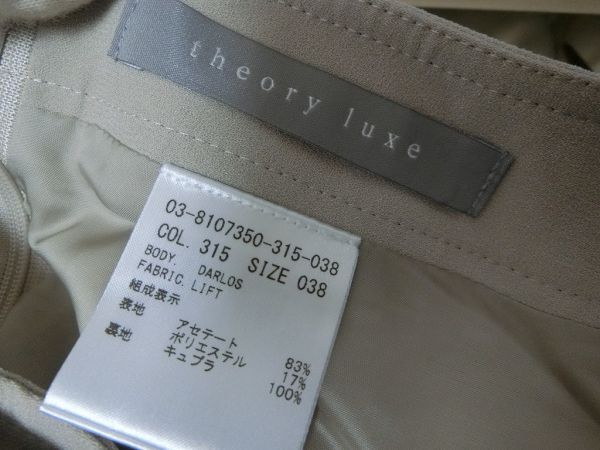 theory luxe
03-8107350-315-038
COL. 315 SIZE 038
BODY. DARLOS
FABRIC. LIFT
組成表示
表地 アセテート 83%
ポリエステル 17%
裏地 キュプラ 100%